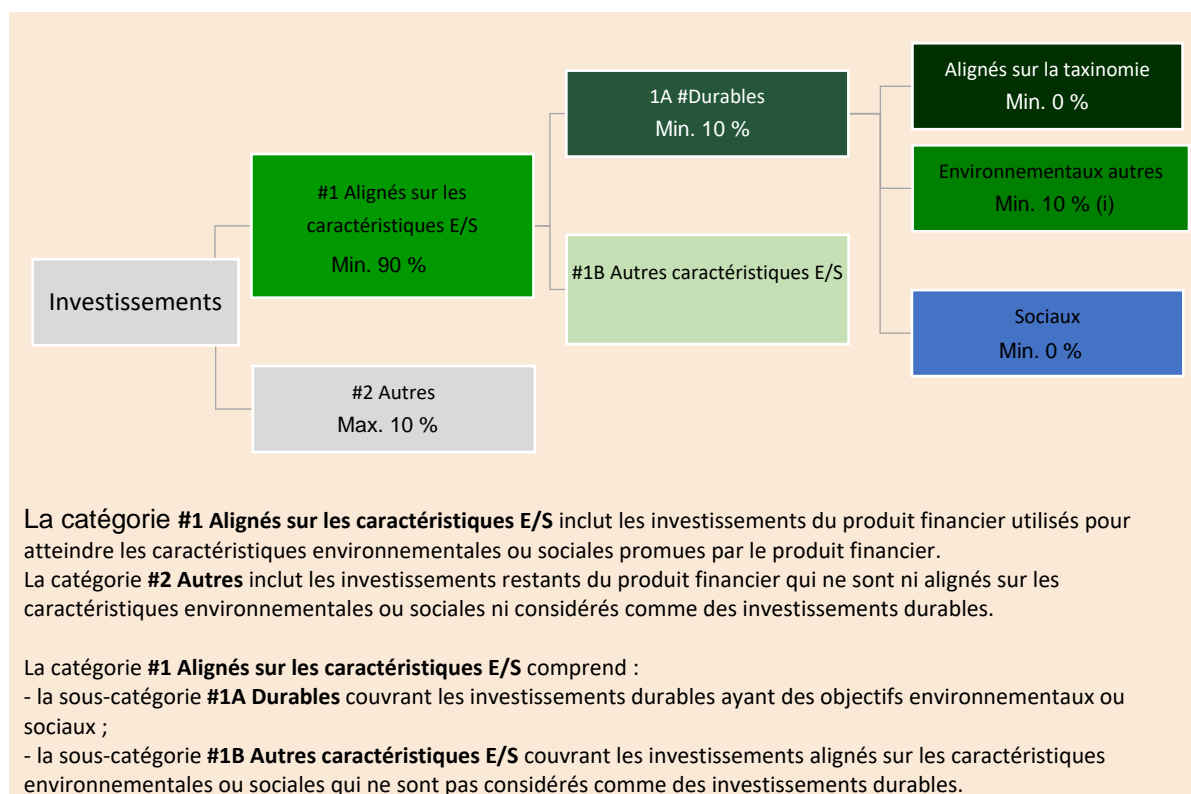 Alignés sur la taxinomie
Min. 0 %
1A #Durables
Min. 10 %
Environnementaux autres
Min. 10 % (i)
#1 Alignés sur les
caractéristiques E/S
Min. 90 %
#1B Autres caractéristiques E/S
Investissements
Sociaux
Min. 0 %
#2 Autres
Max. 10 %
La catégorie #1 Alignés sur les caractéristiques E/S inclut les investissements du produit financier utilisés pour
atteindre les caractéristiques environnementales ou sociales promues par le produit financier.
La catégorie #2 Autres inclut les investissements restants du produit financier qui ne sont ni alignés sur les
caractéristiques environnementales ou sociales ni considérés comme des investissements durables.
La catégorie #1 Alignés sur les caractéristiques E/S comprend :
- la sous-catégorie #1A Durables couvrant les investissements durables ayant des objectifs environnementaux ou
sociaux ;
- la sous-catégorie #1B Autres caractéristiques E/S couvrant les investissements alignés sur les caractéristiques
environnementales ou sociales qui ne sont pas considérés comme des investissements durables.